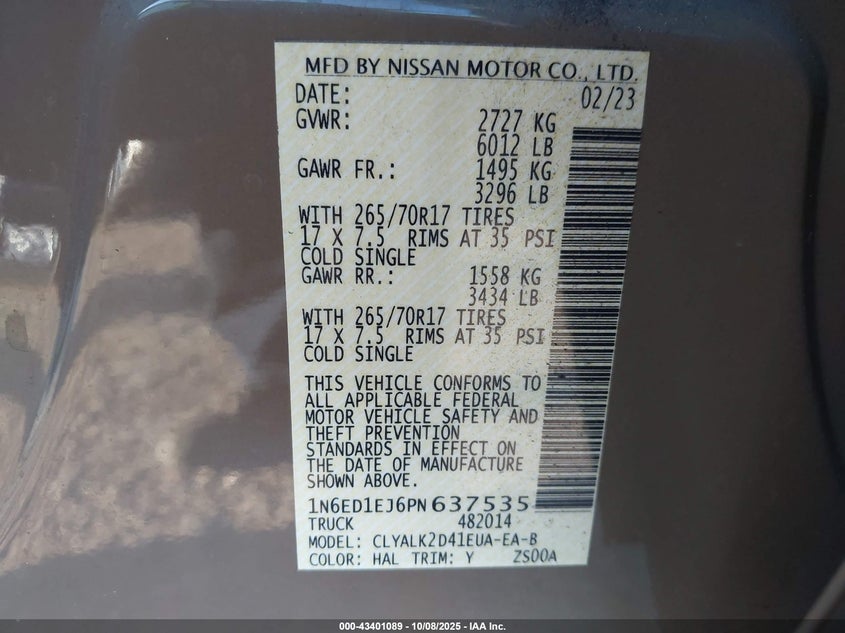 MFD BY NISSAN MOTOR CO., LTD.
DATE: 02/23
GVWR: 2727 KG
6012 LB
GAWR FR.: 1495 KG
3296 LB
WITH 265/70R17 TIRES
17 X 7.5 RIMS AT 35 PSI
COLD SINGLE
GAWR RR.: 1558 KG
3434 LB
WITH 265/70R17 TIRES
17 X 7.5 RIMS AT 35 PSI
COLD SINGLE
THIS VEHICLE CONFORMS TO
ALL APPLICABLE FEDERAL
MOTOR VEHICLE SAFETY AND
THEFT PREVENTION
STANDARDS IN EFFECT ON
THE DATE OF MANUFACTURE
SHOWN ABOVE.
1N6ED1EJ6PN637535
TRUCK 482014
MODEL: CLYALK2D41EUA-EA-B
COLOR: HAL TRIM: Y ZS00A
000-43401089 - 10/08/2025 - IAA Inc.